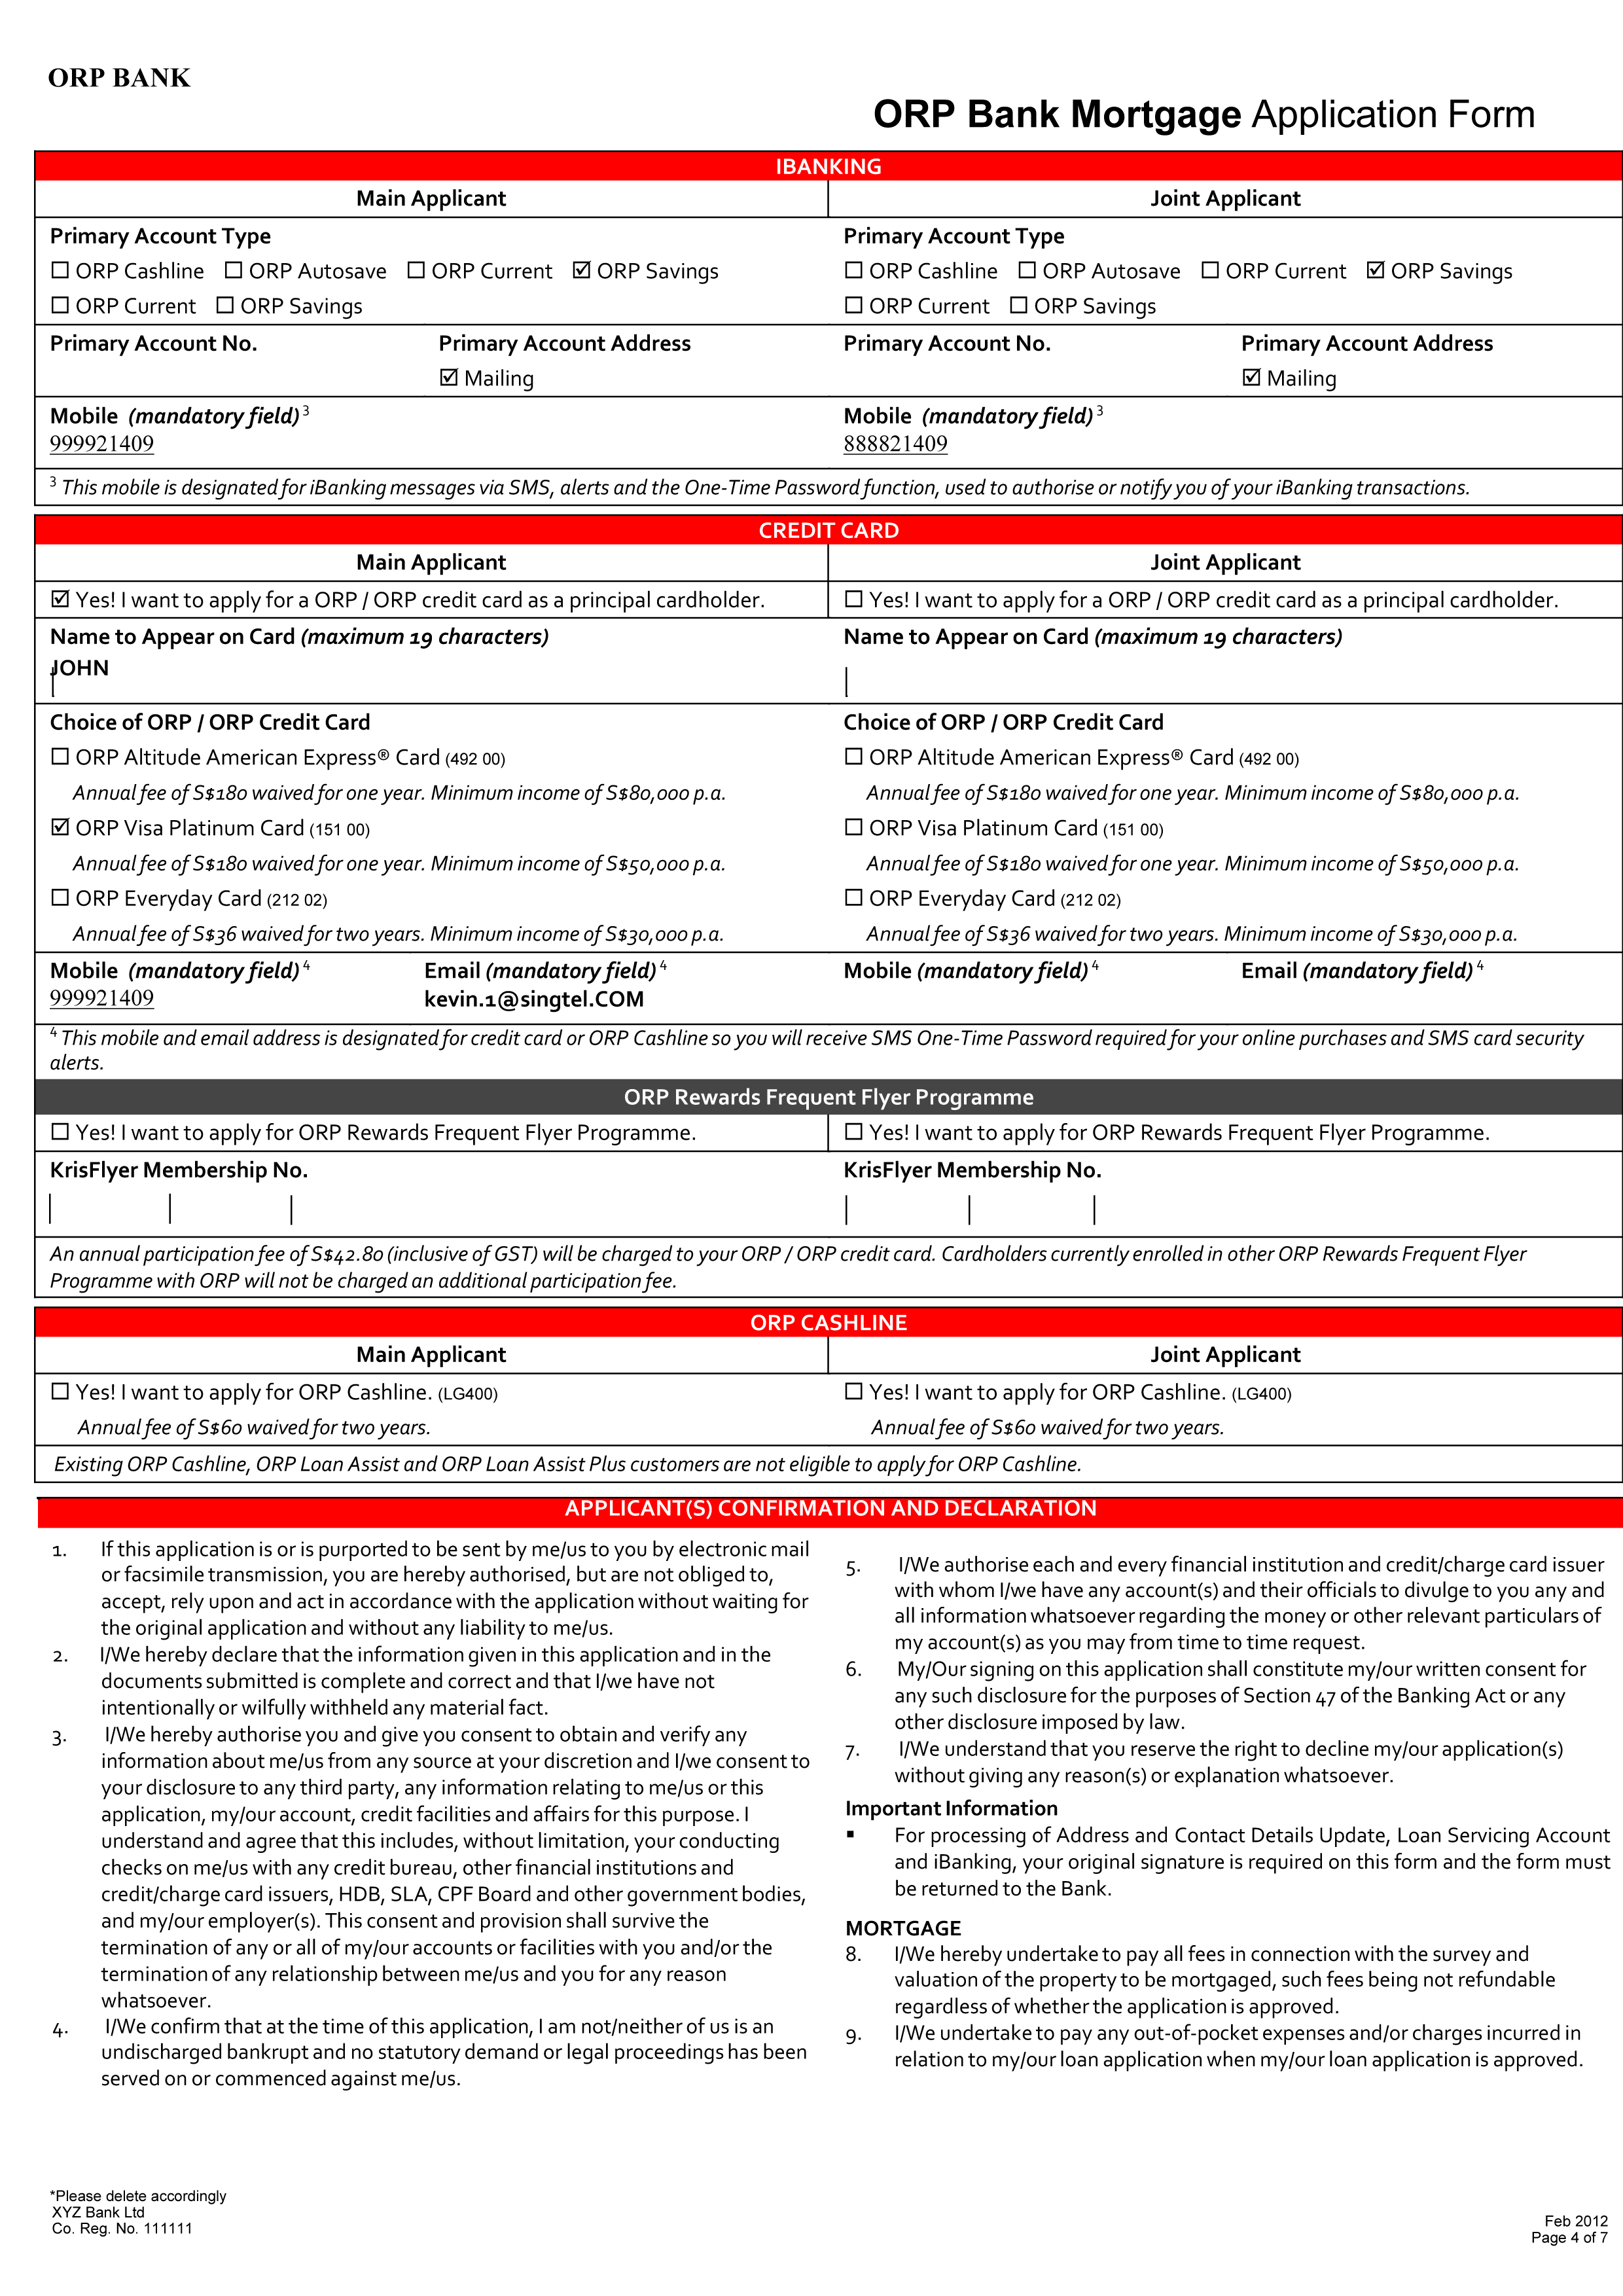 ORP BANK
ORP Bank Mortgage Application Form
IBANKING
Main Applicant Joint Applicant
Primary Account Type Primary Account Type
☐ ORP Cashline ☐ ORP Autosave ☐ ORP Current ☑ ORP Savings ☐ ORP Cashline ☐ ORP Autosave ☐ ORP Current ☑ ORP Savings
☐ ORP Current ☐ ORP Savings ☐ ORP Current ☐ ORP Savings
Primary Account No. Primary Account Address Primary Account No. Primary Account Address
☑ Mailing ☑ Mailing
Mobile (mandatory field) 3 Mobile (mandatory field) 3
999921409 888821409
3 This mobile is designated for iBanking messages via SMS, alerts and the One-Time Password function, used to authorise or notify you of your iBanking transactions.
CREDIT CARD
Main Applicant Joint Applicant
☑ Yes! I want to apply for a ORP / ORP credit card as a principal cardholder. ☐ Yes! I want to apply for a ORP / ORP credit card as a principal cardholder.
Name to Appear on Card (maximum 19 characters) Name to Appear on Card (maximum 19 characters)
JOHN
Choice of ORP / ORP Credit Card Choice of ORP / ORP Credit Card
☐ ORP Altitude American Express® Card (492 00) ☐ ORP Altitude American Express® Card (492 00)
Annual fee of S$180 waived for one year. Minimum income of S$80,000 p.a. Annual fee of S$180 waived for one year. Minimum income of S$80,000 p.a.
☑ ORP Visa Platinum Card (151 00) ☐ ORP Visa Platinum Card (151 00)
Annual fee of S$180 waived for one year. Minimum income of S$50,000 p.a. Annual fee of S$180 waived for one year. Minimum income of S$50,000 p.a.
☐ ORP Everyday Card (212 02) ☐ ORP Everyday Card (212 02)
Annual fee of S$36 waived for two years. Minimum income of S$30,000 p.a. Annual fee of S$36 waived for two years. Minimum income of S$30,000 p.a.
Mobile (mandatory field) 4 Email (mandatory field) 4 Mobile (mandatory field) 4 Email (mandatory field) 4
999921409 kevin.1@singtel.COM
4 This mobile and email address is designated for credit card or ORP Cashline so you will receive SMS One-Time Password required for your online purchases and SMS card security
alerts.
ORP Rewards Frequent Flyer Programme
☐ Yes! I want to apply for ORP Rewards Frequent Flyer Programme. ☐ Yes! I want to apply for ORP Rewards Frequent Flyer Programme.
KrisFlyer Membership No. KrisFlyer Membership No.
An annual participation fee of S$42.80 (inclusive of GST) will be charged to your ORP / ORP credit card. Cardholders currently enrolled in other ORP Rewards Frequent Flyer
Programme with ORP will not be charged an additional participation fee.
ORP CASHLINE
Main Applicant Joint Applicant
☐ Yes! I want to apply for ORP Cashline. (LG400) ☐ Yes! I want to apply for ORP Cashline. (LG400)
Annual fee of S$60 waived for two years. Annual fee of S$60 waived for two years.
Existing ORP Cashline, ORP Loan Assist and ORP Loan Assist Plus customers are not eligible to apply for ORP Cashline.
APPLICANT(S) CONFIRMATION AND DECLARATION
1. If this application is or is purported to be sent by me/us to you by electronic mail
or facsimile transmission, you are hereby authorised, but are not obliged to,
accept, rely upon and act in accordance with the application without waiting for
the original application and without any liability to me/us.
2. I/We hereby declare that the information given in this application and in the
documents submitted is complete and correct and that I/we have not
intentionally or wilfully withheld any material fact.
3. I/We hereby authorise you and give you consent to obtain and verify any
information about me/us from any source at your discretion and I/we consent to
your disclosure to any third party, any information relating to me/us or this
application, my/our account, credit facilities and affairs for this purpose. I
understand and agree that this includes, without limitation, your conducting
checks on me/us with any credit bureau, other financial institutions and
credit/charge card issuers, HDB, SLA, CPF Board and other government bodies,
and my/our employer(s). This consent and provision shall survive the
termination of any or all of my/our accounts or facilities with you and/or the
termination of any relationship between me/us and you for any reason
whatsoever.
4. I/We confirm that at the time of this application, I am not/neither of us is an
undischarged bankrupt and no statutory demand or legal proceedings has been
served on or commenced against me/us.
5. I/We authorise each and every financial institution and credit/charge card issuer
with whom I/we have any account(s) and their officials to divulge to you any and
all information whatsoever regarding the money or other relevant particulars of
my account(s) as you may from time to time request.
6. My/Our signing on this application shall constitute my/our written consent for
any such disclosure for the purposes of Section 47 of the Banking Act or any
other disclosure imposed by law.
7. I/We understand that you reserve the right to decline my/our application(s)
without giving any reason(s) or explanation whatsoever.
Important Information
▪ For processing of Address and Contact Details Update, Loan Servicing Account
and iBanking, your original signature is required on this form and the form must
be returned to the Bank.
MORTGAGE
8. I/We hereby undertake to pay all fees in connection with the survey and
valuation of the property to be mortgaged, such fees being not refundable
regardless of whether the application is approved.
9. I/We undertake to pay any out-of-pocket expenses and/or charges incurred in
relation to my/our loan application when my/our loan application is approved.
*Please delete accordingly
XYZ Bank Ltd
Co. Reg. No. 111111
Feb 2012
Page 4 of 7